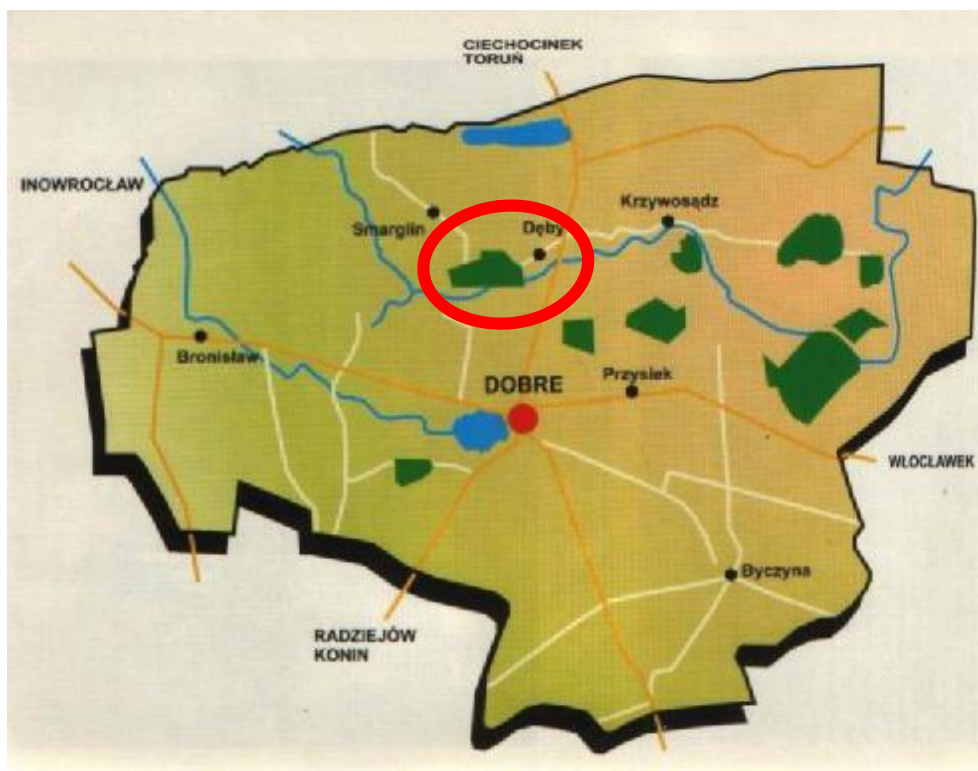 CIECHOCINEK
TORUŃ
INOWROCŁAW
Krzywosądz
Smarglin
Dęby
Bronisław
DOBRE
Przysiek
WŁOCŁAWEK
Byczyna
RADZIEJÓW
KONIN